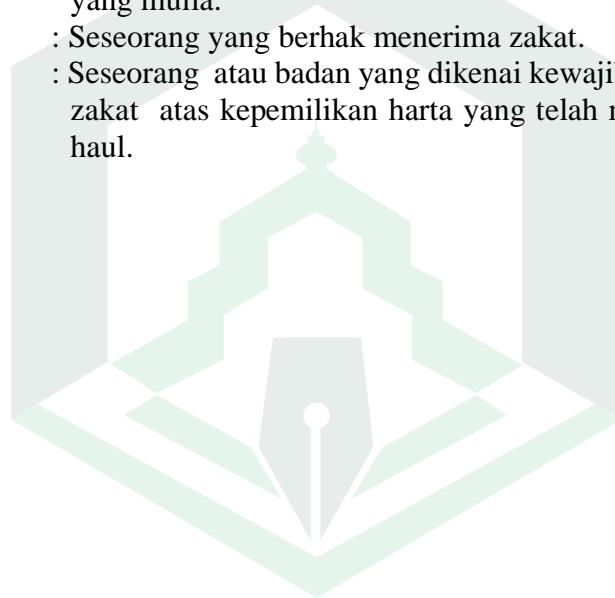 yang mulia.
: Seseorang yang berhak menerima zakat.
: Seseorang atau badan yang dikenai
zakat atas kepemilikan harta yang telah
haul.